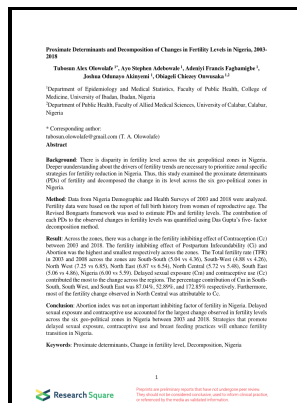 Proximate Determinants and Decomposition of Changes in Fertility Levels in Nigeria, 2003-
2018
Tubosun Alex Olowolafe 1*, Ayo Stephen Adebowale 1, Adeniyi Francis Fagbamigbe 1,
Joshua Odunayo Akinyemi 1, Obiageli Chiezey Onwusaka 1,2
1Department of Epidemiology and Medical Statistics, Faculty of Public Health, College of
Medicine, University of Ibadan, Nigeria
2Department of Public Health, Faculty of Allied Medical Sciences, University of Calabar, Calabar,
Nigeria
* Corresponding author:
tubosun.olowolafe@gmail.com (T. A. Olowolafe)
Abstract
Background: There is disparity in fertility level across the six geopolitical zones in Nigeria.
Deeper understanding about the drivers of fertility trends are necessary to prioritize zonal specific
strategies for fertility reduction in Nigeria. Thus, this study examined the proximate determinants
(PDs) of fertility and decomposed the change in its level across the six geo-political zones in
Nigeria.
Method: Data from Nigeria Demographic and Health Surveys of 2003 and 2018 were analyzed.
Fertility data were based on the report of full birth history from women of reproductive age. The
Revised Bongaarts framework was used to estimate PDs and fertility levels. The contribution of
each PDs to the observed changes in fertility levels was quantified using Das Gupta's five-factor
decomposition method.
Result: Across the zones, there was a change in the fertility inhibiting effect of Contraception (Cc)
between 2003 and 2018. The fertility inhibiting effect of Postpartum Infecundability (Ci) and
Abortion was the highest and smallest respectively across the zones. The Total fertility rate (TFR)
in 2003 and 2008 across the zones are South-South (5.04 vs 4.36), South-West (4.88 vs 4.26),
North West (7.25 vs 6.85), North East (6.87 vs 6.54), North Central (5.72 vs 5.48), South East
(5.06 vs 4.86), Nigeria (6.00 vs 5.59). Delayed sexual exposure (Cm) and contraceptive use (Cc)
contributed the most to the change across the regions. The percentage contribution of Cm in South-
South, South-West, and South East was 87.04%, 52.89%, and 172.85% respectively. Furthermore,
most of the fertility change observed in North Central was attributable to Cc.
Conclusion: Abortion index was not an important inhibiting factor of fertility in Nigeria. Delayed
sexual exposure and contraceptive use accounted for the largest change observed in fertility levels
across the six geo-political zones in Nigeria between 2003 and 2018. Strategies that promote
delayed sexual exposure, contraceptive use and breast feeding practices will enhance fertility
transition in Nigeria.
Keywords: Proximate determinants, Change in fertility level, Decomposition, Nigeria
1
Research Square
Preprints are preliminary reports that have not undergone peer review.
They should not be considered conclusive, used to inform clinical practice,
or referenced by the media as validated information.